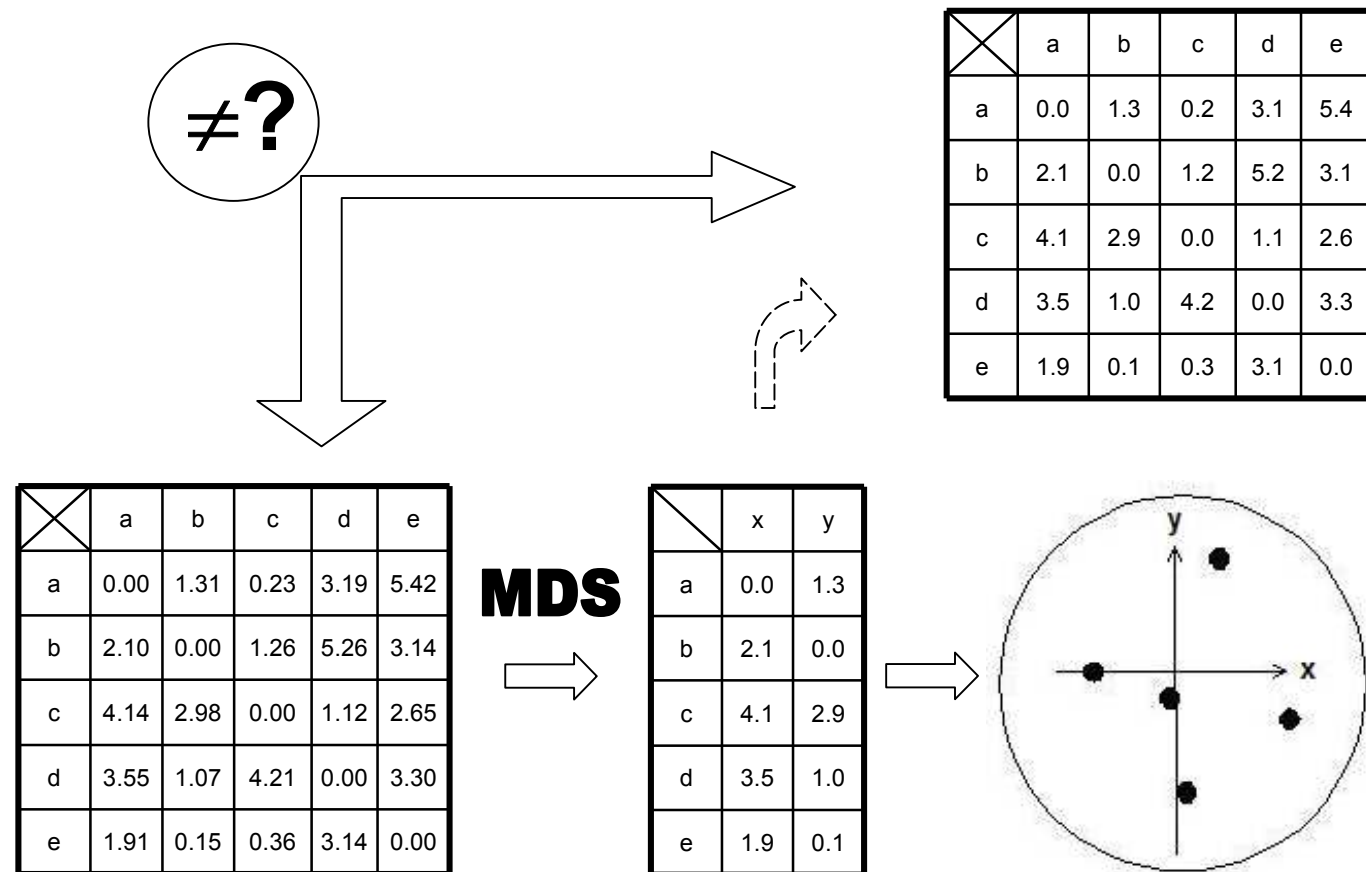 ≠?
a b c d e
a 0.0 1.3 0.2 3.1 5.4
b 2.1 0.0 1.2 5.2 3.1
c 4.1 2.9 0.0 1.1 2.6
d 3.5 1.0 4.2 0.0 3.3
e 1.9 0.1 0.3 3.1 0.0
a b c d e
a 0.00 1.31 0.23 3.19 5.42
b 2.10 0.00 1.26 5.26 3.14
c 4.14 2.98 0.00 1.12 2.65
d 3.55 1.07 4.21 0.00 3.30
e 1.91 0.15 0.36 3.14 0.00
MDS
x y
a 0.0 1.3
b 2.1 0.0
c 4.1 2.9
d 3.5 1.0
e 1.9 0.1
y
x